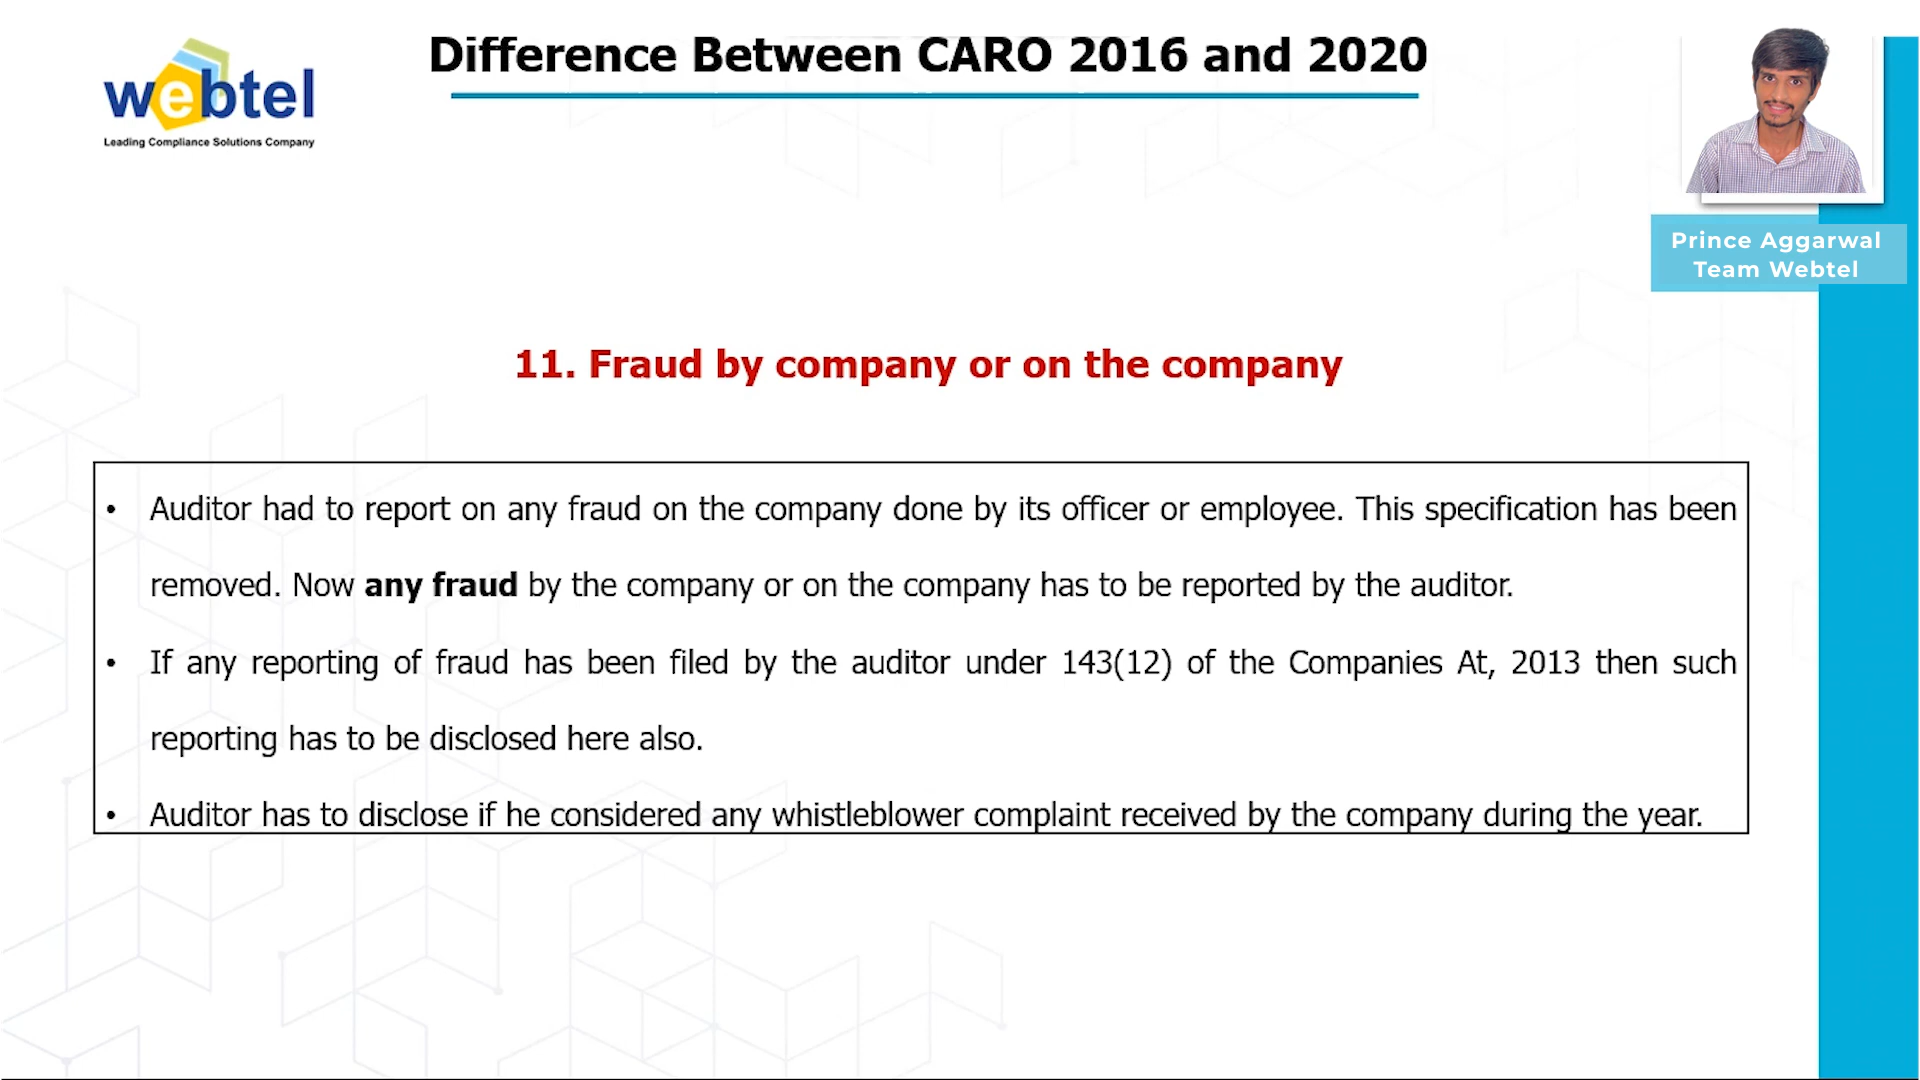 Difference Between CARO 2016 and 2020
webtel
Leading Compliance Solutions Company
Prince Aggarwal
Team Webtel
11. Fraud by company or on the company
• Auditor had to report on any fraud on the company done by its officer or employee. This specification has been
removed. Now any fraud by the company or on the company has to be reported by the auditor.
• If any reporting of fraud has been filed by the auditor under 143(12) of the Companies At, 2013 then such
reporting has to be disclosed here also.
• Auditor has to disclose if he considered any whistleblower complaint received by the company during the year.